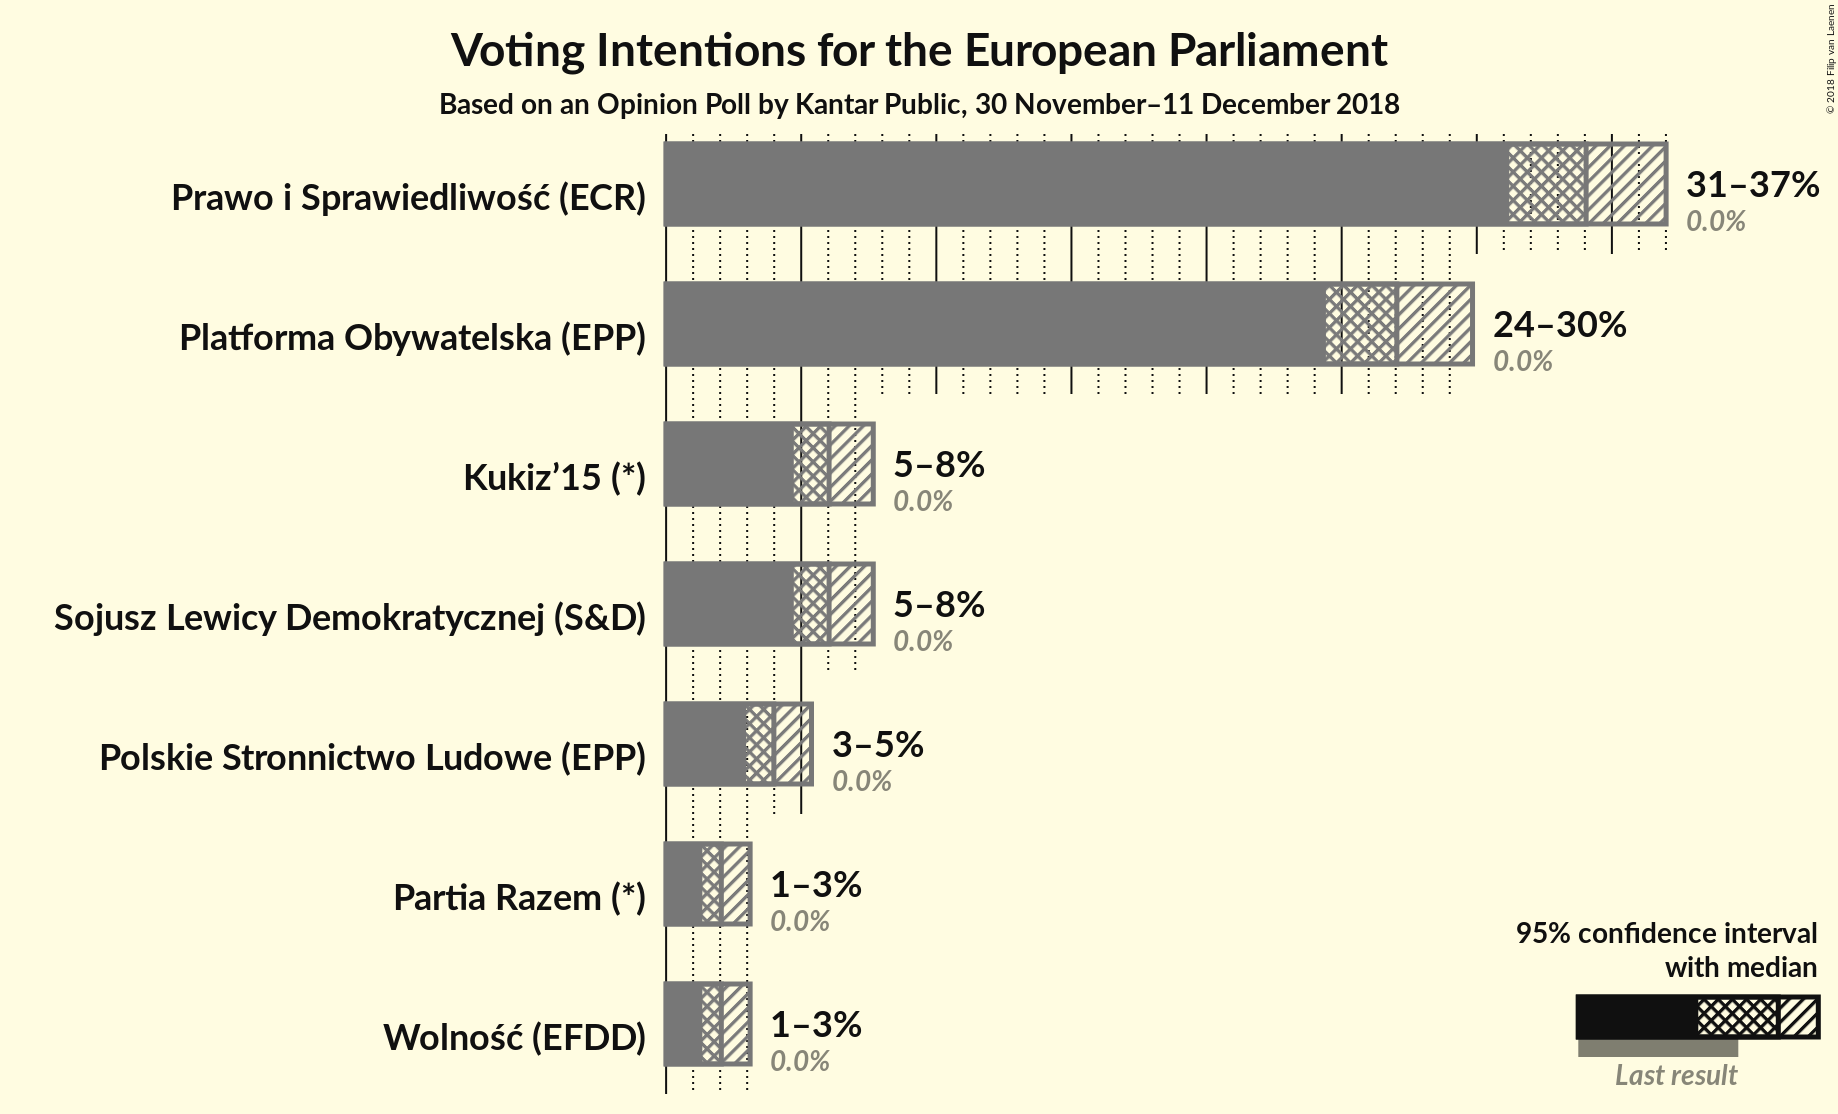 Voting Intentions for the European Parliament
Based on an Opinion Poll by Kantar Public, 30 November–11 December 2018
© 2018 Filip van Laenen
Prawo i Sprawiedliwość (ECR)
31–37%
0.0%
Platforma Obywatelska (EPP)
24–30%
0.0%
Kukiz’15 (*)
5–8%
0.0%
Sojusz Lewicy Demokratycznej (S&D)
5–8%
0.0%
Polskie Stronnictwo Ludowe (EPP)
3–5%
0.0%
Partia Razem (*)
1–3%
0.0%
Wolność (EFDD)
1–3%
0.0%
95% confidence interval
with median
Last result